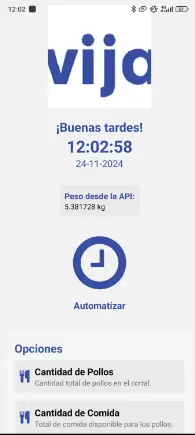 12:02
vija
¡Buenas tardes!
12:02:58
24-11-2024
Peso desde la API:
5.381728 kg
Automatizar
Opciones
Cantidad de Pollos
Cantidad total de pollos en el corral.
Cantidad de Comida
Total de comida disponible para los pollos.